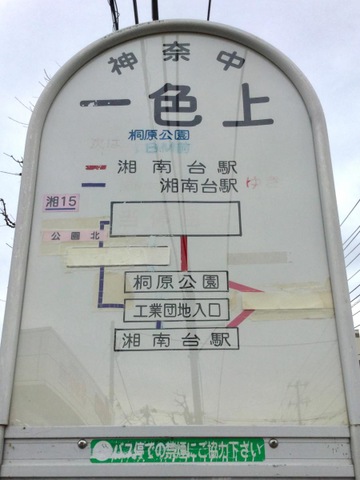 神奈中
一色上
桐原公園
湘南台駅
湘南台駅 ゆき
湘15
公園北
桐原公園
工業団地入口
湘南台駅
バス停での禁煙にご協力下さい